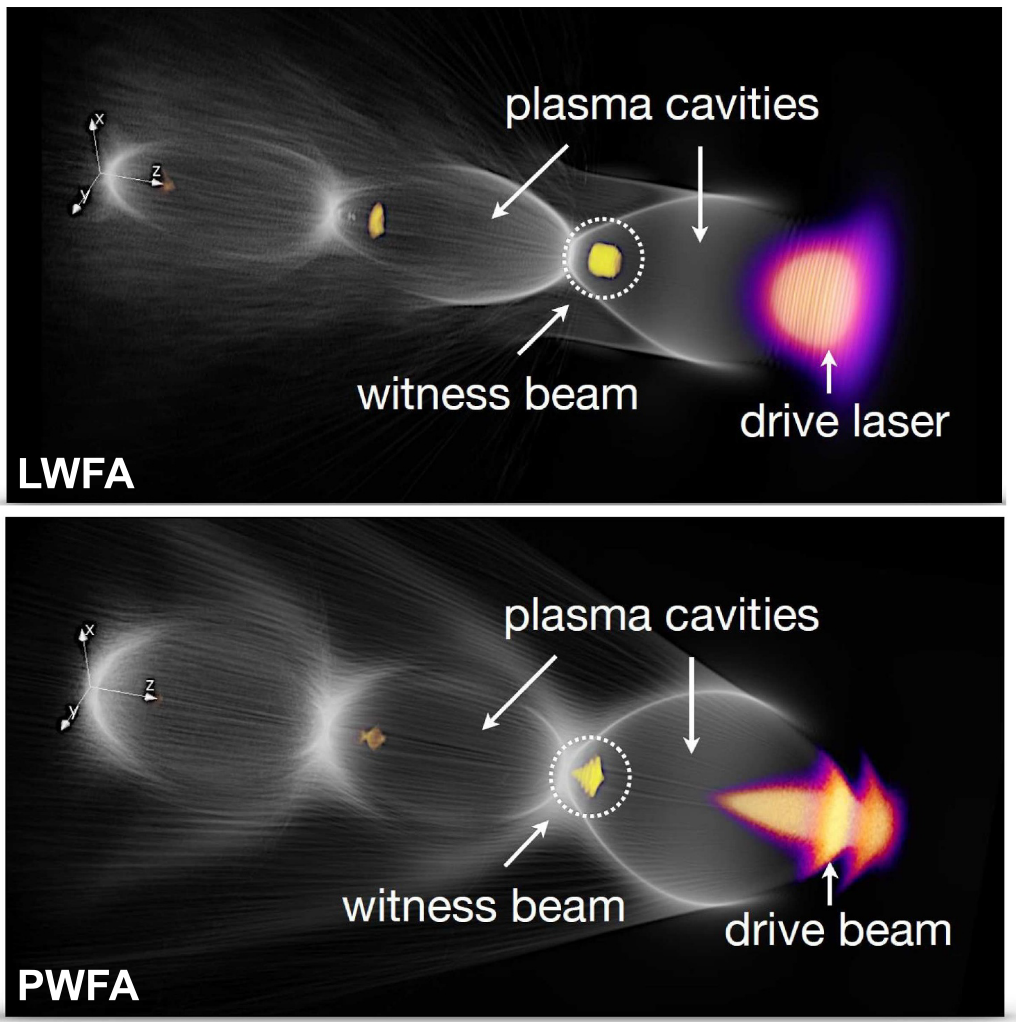 plasma cavities
x
z
y
witness beam
drive laser
LWFA
plasma cavities
x
z
y
witness beam
drive beam
PWFA